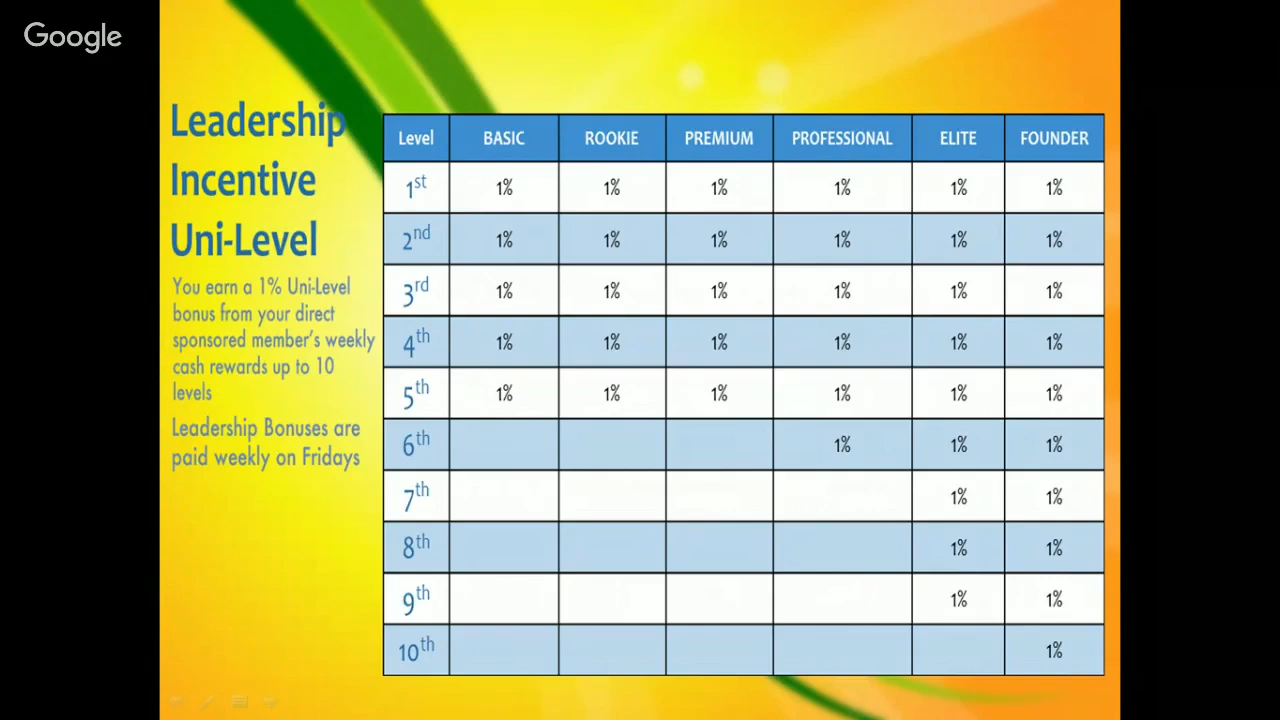 Google
Leadership
Incentive
Uni-Level
You earn a 1% Uni-Level
bonus from your direct
sponsored member's weekly
cash rewards up to 10
levels
Leadership Bonuses are
paid weekly on Fridays
Level BASIC ROOKIE PREMIUM PROFESSIONAL ELITE FOUNDER
1st 1% 1% 1% 1% 1% 1%
2nd 1% 1% 1% 1% 1% 1%
3rd 1% 1% 1% 1% 1% 1%
4th 1% 1% 1% 1% 1% 1%
5th 1% 1% 1% 1% 1% 1%
6th 1% 1% 1%
7th 1% 1%
8th 1% 1%
9th 1% 1%
10th 1%